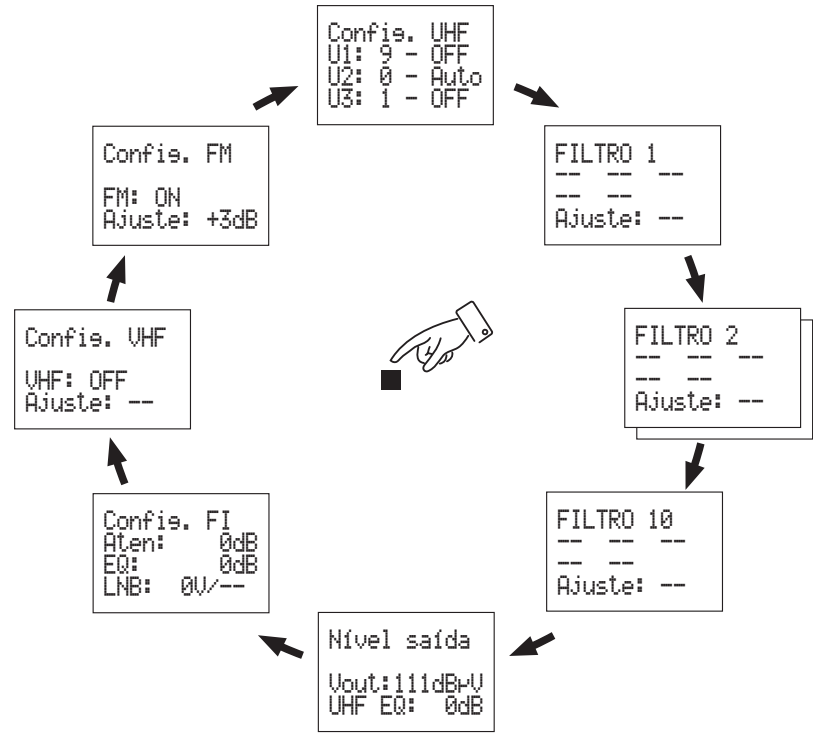 Config. UHF
U1: 9 - OFF
U2: 0 - Auto
U3: 1 - OFF
FILTRO 1
-- -- --
-- --
Ajuste: --
FILTRO 2
-- -- --
-- --
Ajuste: --
FILTRO 10
-- -- --
-- --
Ajuste: --
Nível saída
Vout:111dBµV
UHF EQ: 0dB
Config. FI
Aten: 0dB
EQ: 0dB
LNB: 0V/--
Config. VHF
VHF: OFF
Ajuste: --
Config. FM
FM: ON
Ajuste: +3dB